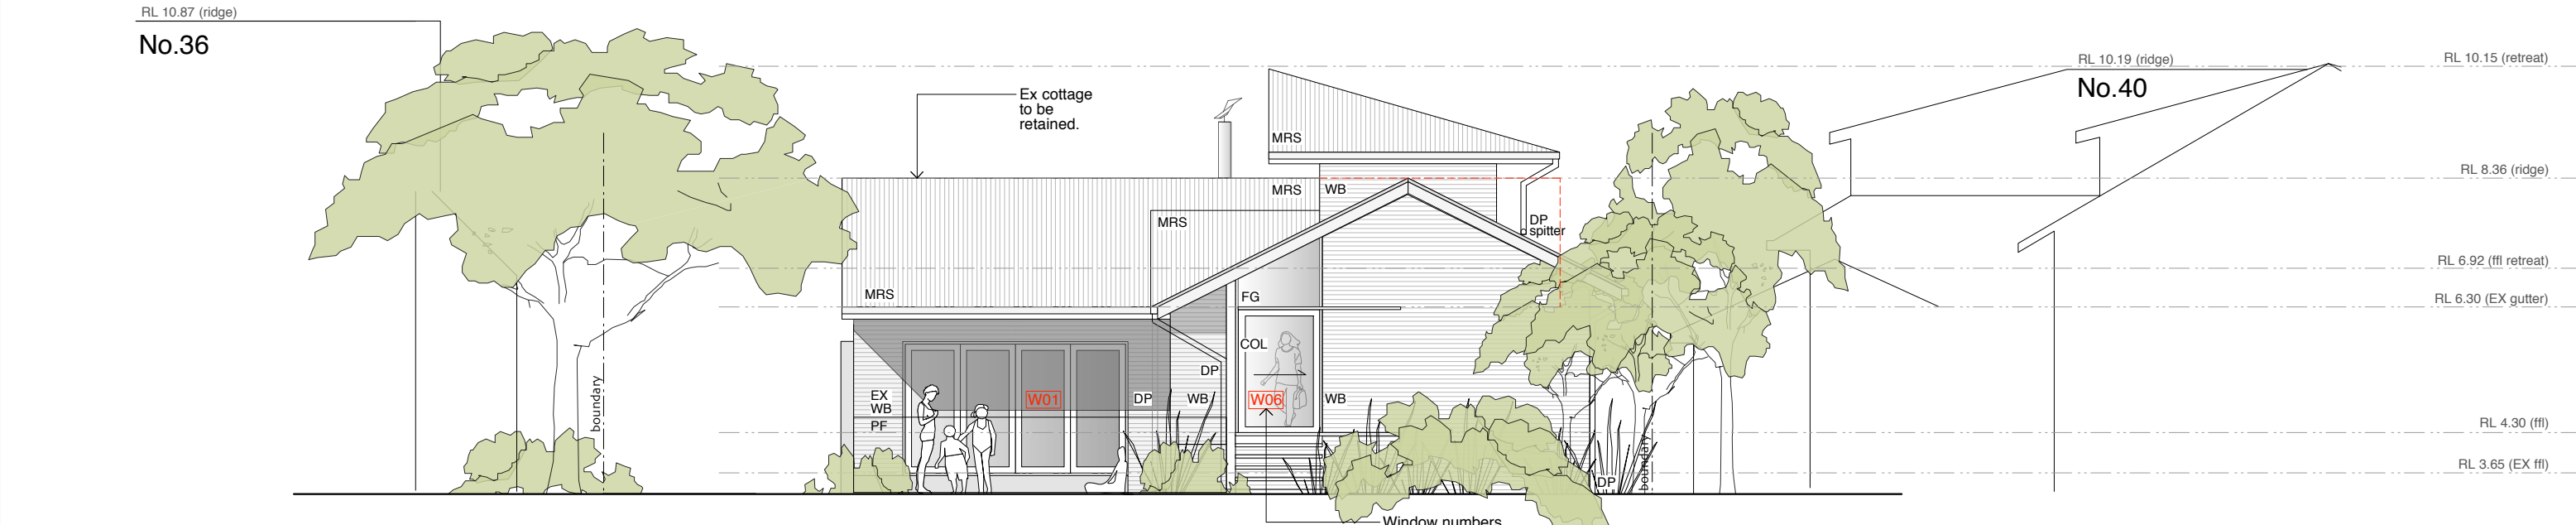 RL 10.87 (ridge)
No.36
RL 10.19 (ridge)
No.40
RL 10.15 (retreat)
Ex cottage
to be
retained.
MRS
RL 8.36 (ridge)
MRS
WB
MRS
DP
spitter
RL 6.92 (ffl retreat)
MRS
FG
RL 6.30 (EX gutter)
COL
DP
boundary
EX
WB
PF
W01
DP
WB
W06
WB
RL 4.30 (ffl)
boundary
RL 3.65 (EX ffl)
DP
Window numbers